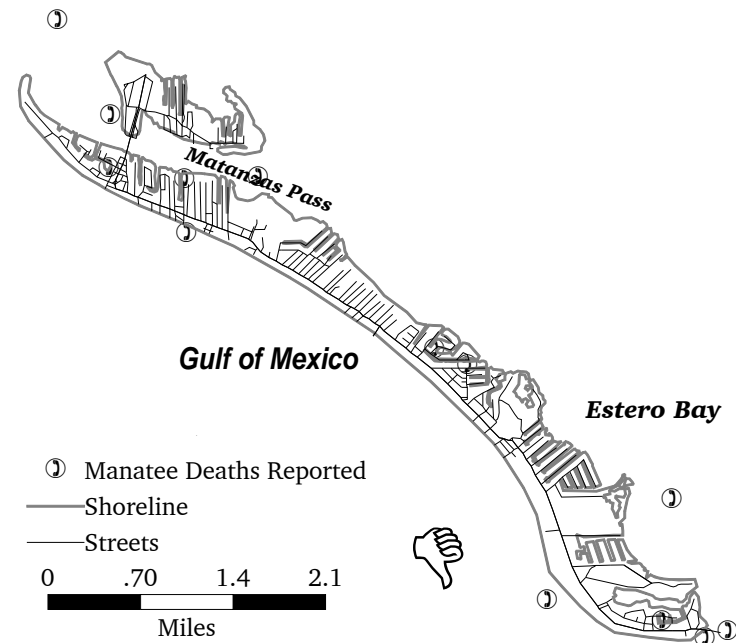 Matanzas Pass
Gulf of Mexico
Estero Bay
Manatee Deaths Reported
Shoreline
Streets
0 .70 1.4 2.1
Miles